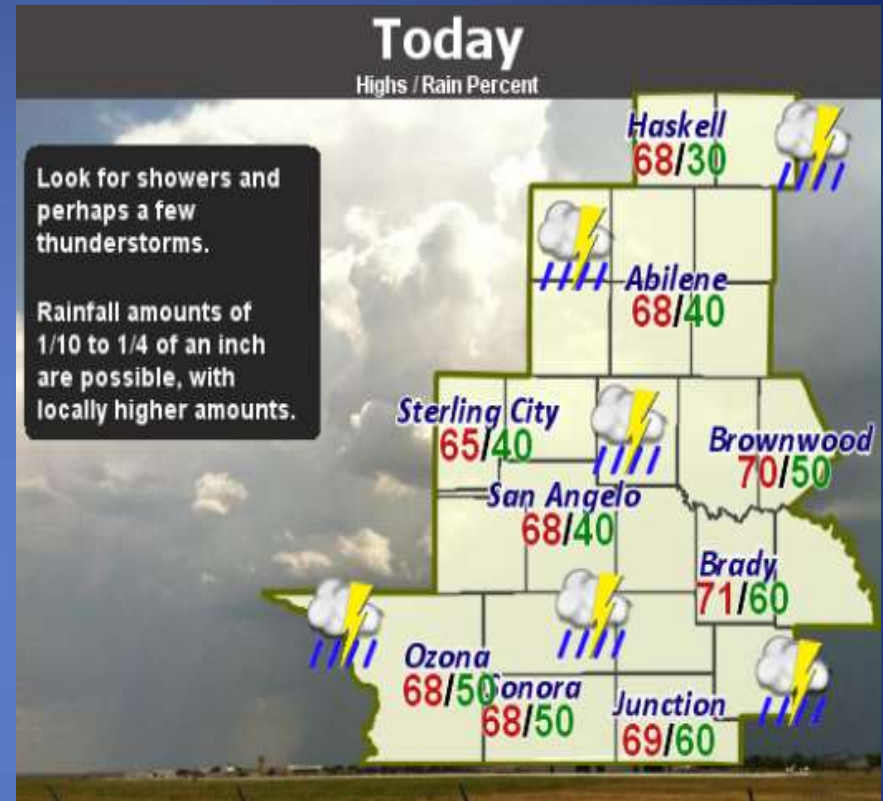 Today
Highs / Rain Percent
Look for showers and
perhaps a few
thunderstorms.
Rainfall amounts of
1/10 to 1/4 of an inch
are possible, with
locally higher amounts.
Haskell
68/30
Abilene
68/40
Sterling City
65/40
Brownwood
70/50
San Angelo
68/40
Brady
71/60
Ozona
68/50
Sonora
68/50
Junction
69/60